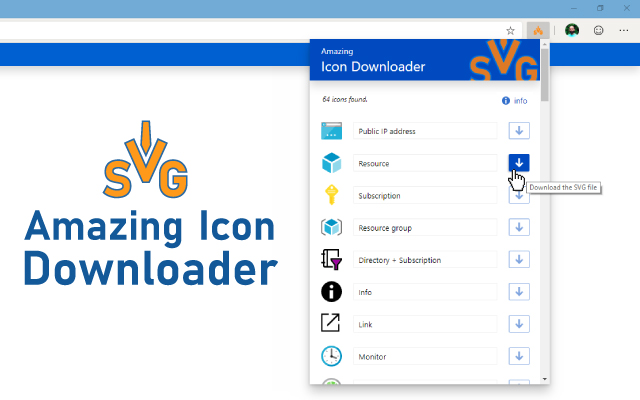 Amazing
Icon Downloader
SVG
64 icons found.
info
Public IP address
Resource
Download the SVG file
Subscription
Resource group
Directory + Subscription
Info
Link
Monitor
SVG
Amazing Icon
Downloader